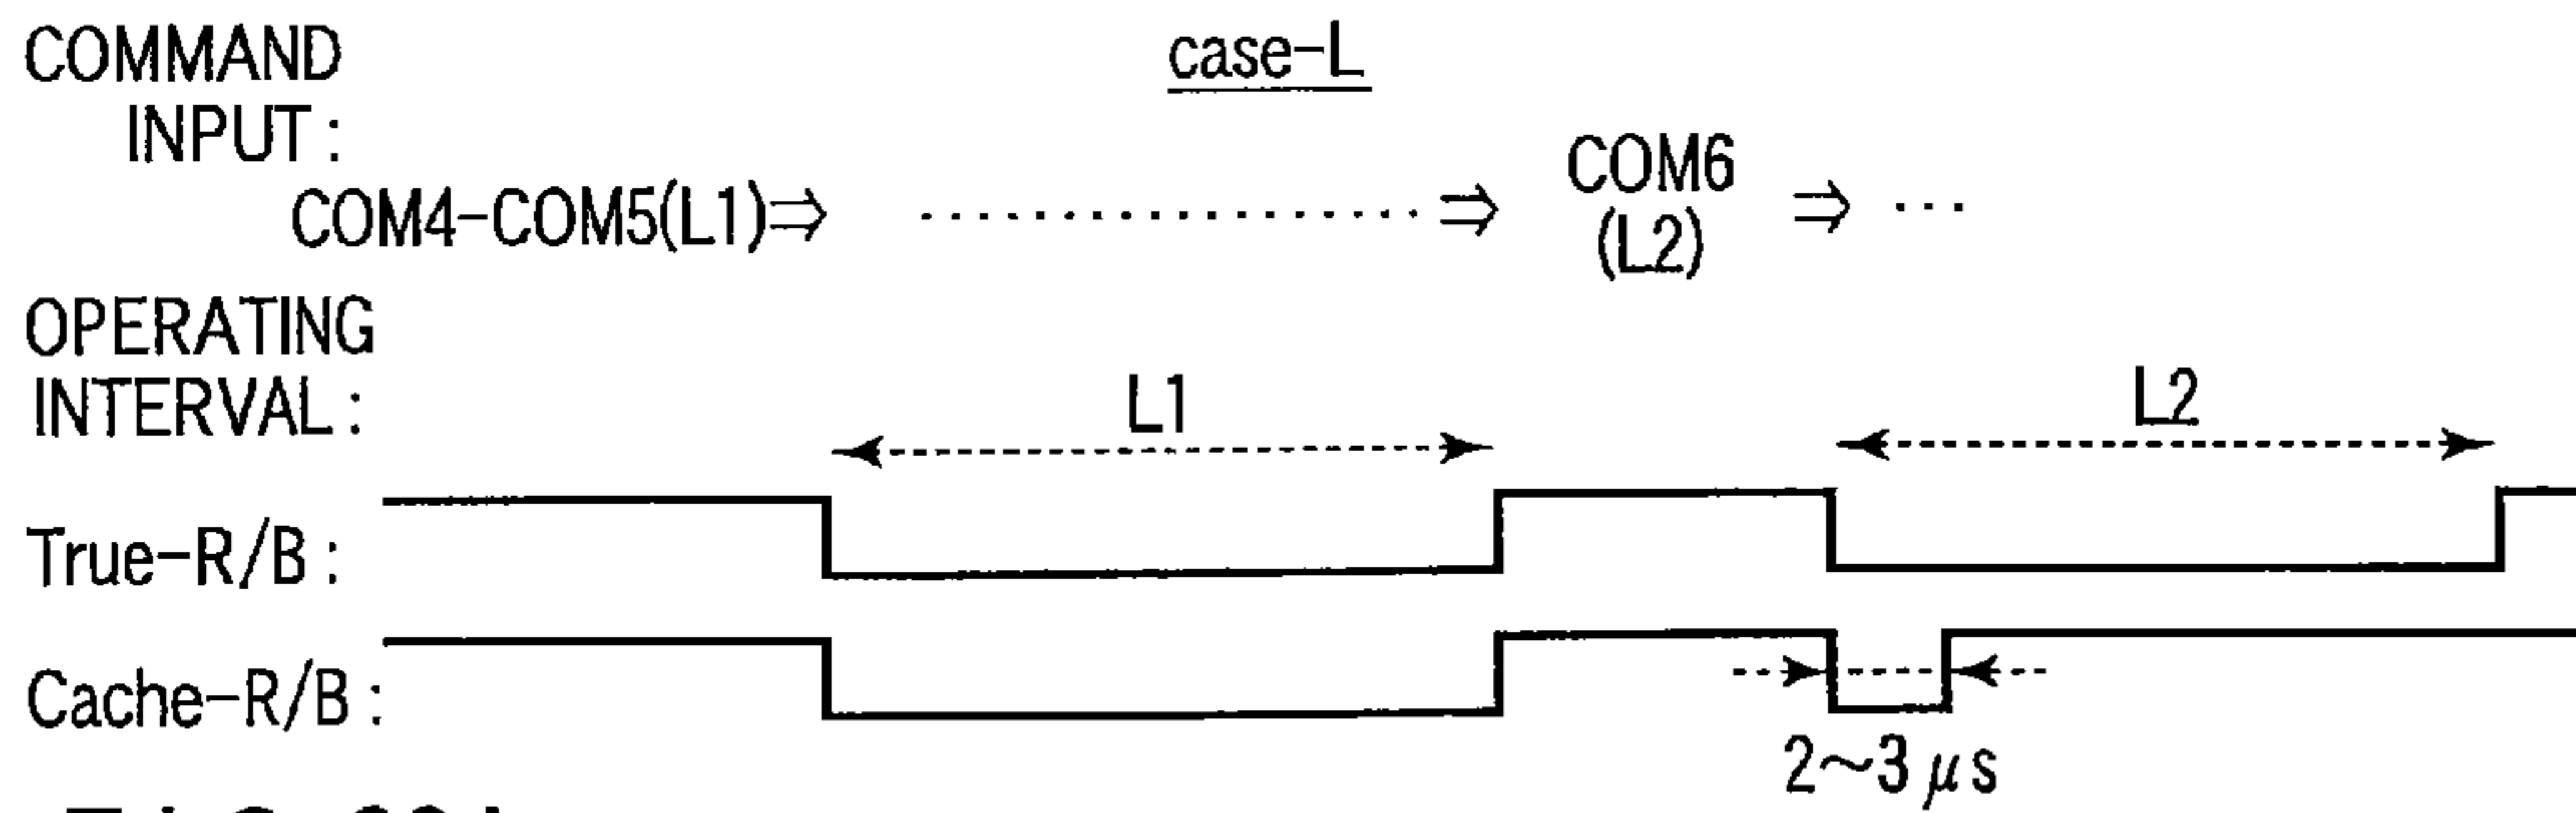 COMMAND
INPUT:
case-L
COM4-COM5(L1)⇒ ················· ⇒ COM6 ⇒ ···
(L2)
OPERATING
INTERVAL:
L1
L2
True-R/B:
Cache-R/B:
2~3 μs